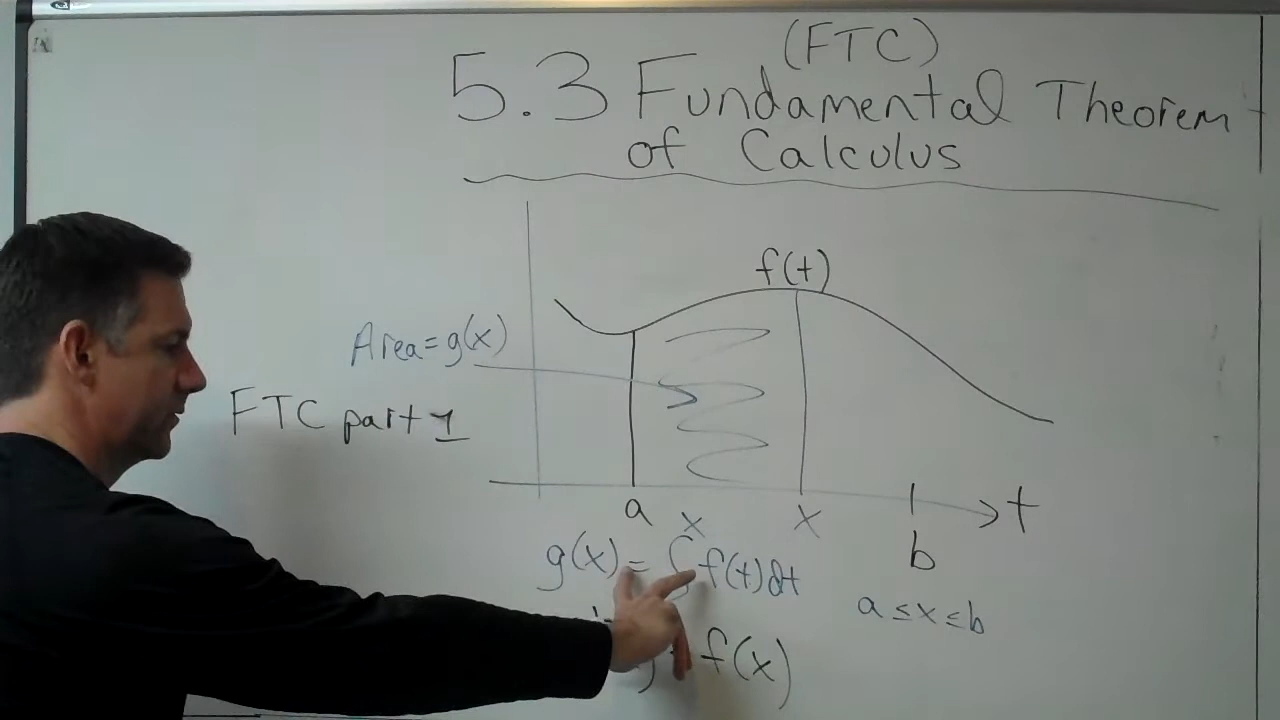 (FTC)
5.3 Fundamental Theorem
of Calculus
f(t)
Area=g(x)
FTC part 1
a x t
b
x
g(x)=∫f(t)dt
a≤x≤b
f(x)